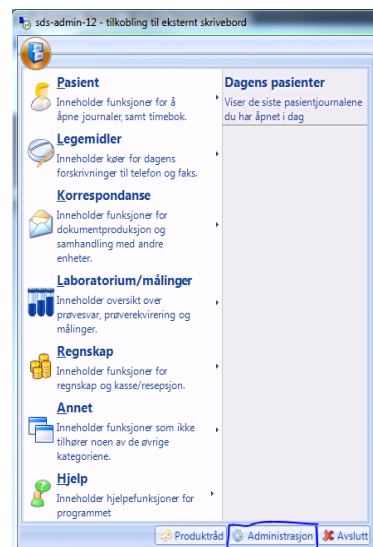 sds-admin-12 - tilkobling til eksternt skrivebord
Pasient
Inneholder funksjoner for å
åpne journaler, samt timebok.
Legemidler
Inneholder køer for dagens
forskrivninger til telefon og faks.
Korrespondanse
Inneholder funksjoner for
dokumentproduksjon og
samhandling med andre
enheter.
Laboratorium/målinger
Inneholder oversikt over
prøvesvar, prøverekvirering og
målinger.
Regnskap
Inneholder funksjoner for
regnskap og kasse/resepsjon.
Annet
Inneholder funksjoner som ikke
tilhører noen av de øvrige
kategoriene.
Hjelp
Inneholder hjelpefunksjoner for
programmet
Dagens pasienter
Viser de siste pasientjournalene
du har åpnet i dag
Produktråd Administrasjon Avslutt